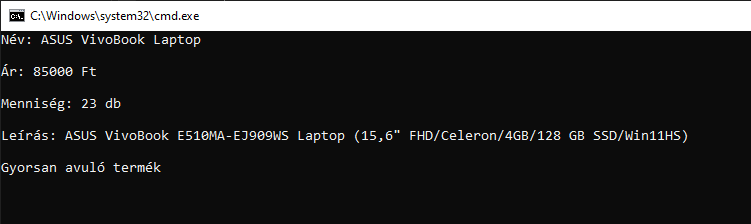 C:\Windows\system32\cmd.exe
Név: ASUS VivoBook Laptop
Ár: 85000 Ft
Menniség: 23 db
Leírás: ASUS VivoBook E510MA-EJ909WS Laptop (15,6" FHD/Celeron/4GB/128 GB SSD/Win11HS)
Gyorsan avuló termék